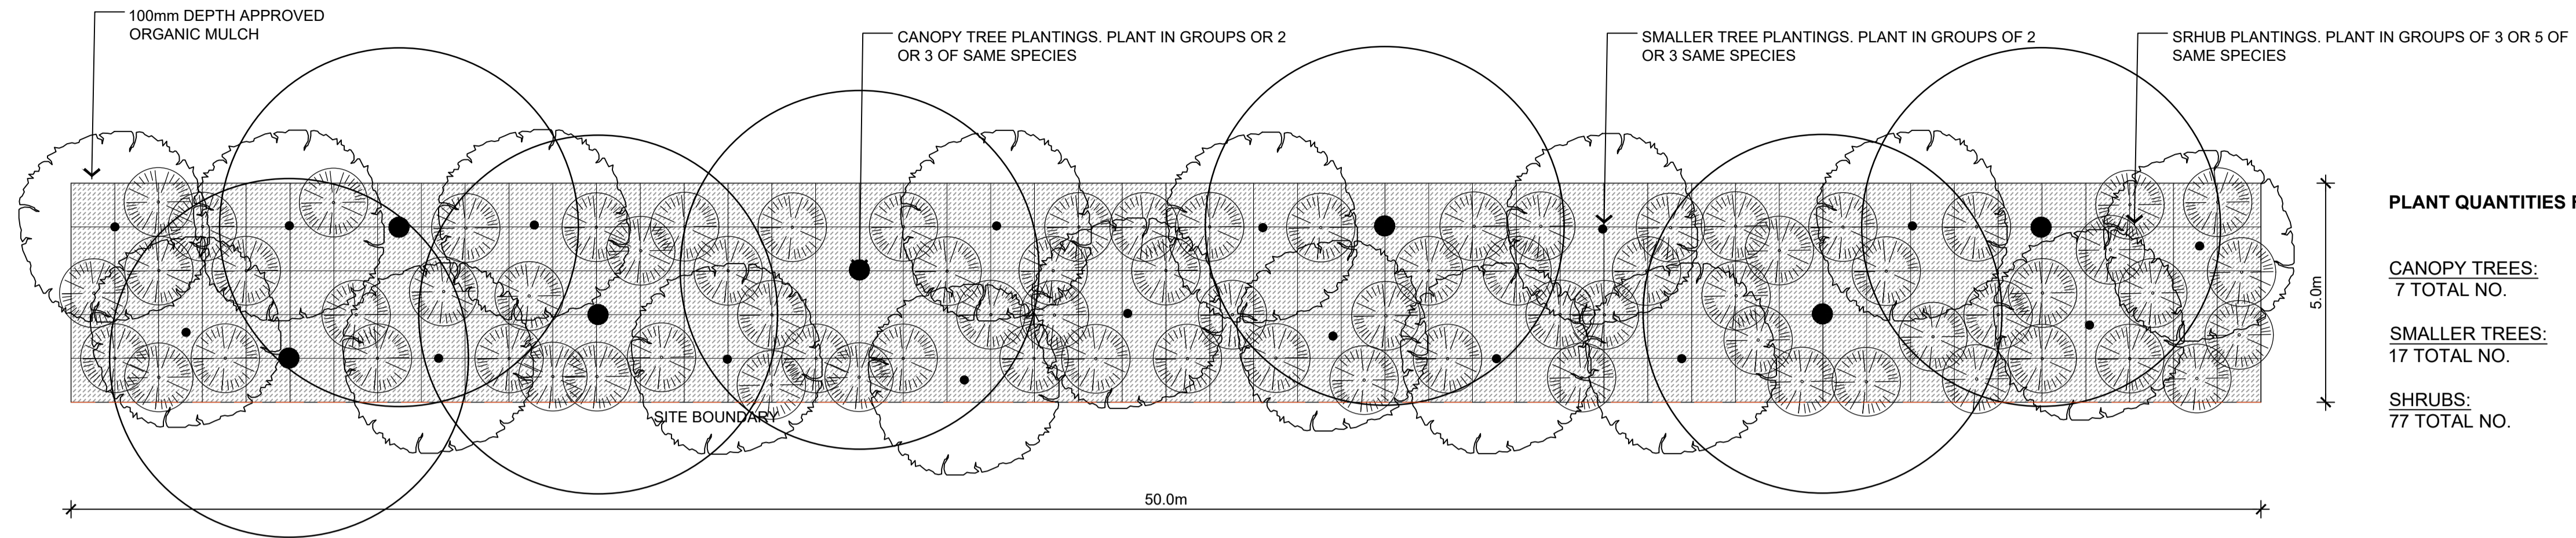 100mm DEPTH APPROVED
ORGANIC MULCH
CANOPY TREE PLANTINGS. PLANT IN GROUPS OR 2
OR 3 OF SAME SPECIES
SMALLER TREE PLANTINGS. PLANT IN GROUPS OF 2
OR 3 SAME SPECIES
SRHUB PLANTINGS. PLANT IN GROUPS OF 3 OR 5 OF
SAME SPECIES
SITE BOUNDARY
50.0m
5.0m
PLANT QUANTITIES
CANOPY TREES:
7 TOTAL NO.
SMALLER TREES:
17 TOTAL NO.
SHRUBS:
77 TOTAL NO.